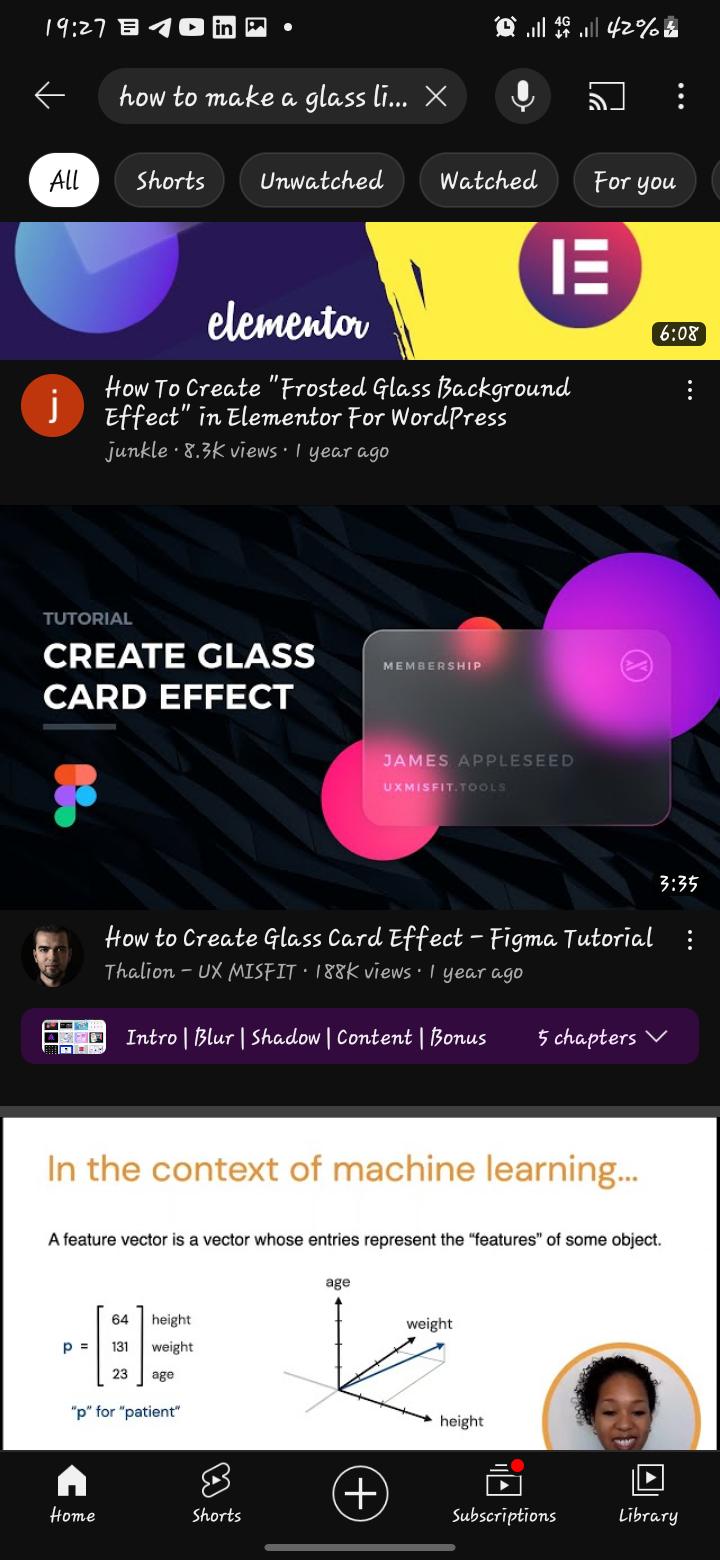 19:27 4G 42%
how to make a glass li...
All Shorts Unwatched Watched For you
elementor
6:08
j
How To Create "Frosted Glass Background
Effect" in Elementor For WordPress
junkle · 8.3K views · 1 year ago
TUTORIAL
CREATE GLASS
CARD EFFECT
MEMBERSHIP
JAMES APPLESEED
UXMISFIT.TOOLS
3:35
How to Create Glass Card Effect – Figma Tutorial
Thalion – UX MISFIT · 188K views · 1 year ago
Intro | Blur | Shadow | Content | Bonus 5 chapters
In the context of machine learning...
A feature vector is a vector whose entries represent the “features” of some object.
age
weight
height
p = 64 height
131 weight
23 age
“p” for “patient”
Home Shorts Subscriptions Library